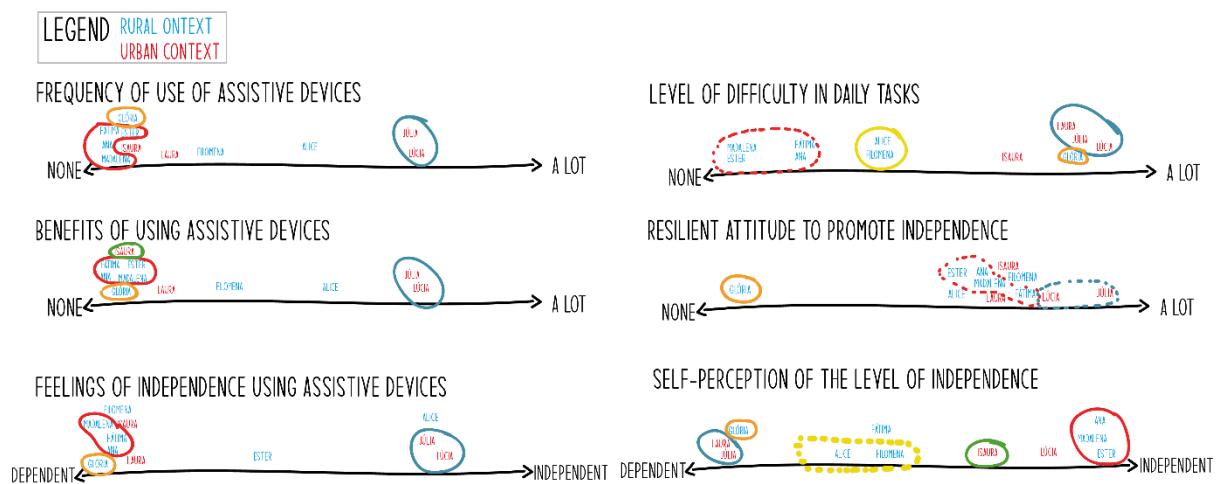 LEGEND RURAL ONTEXT
URBAN CONTEXT
FREQUENCY OF USE OF ASSISTIVE DEVICES
GLÓRIA
FATIMA ESTER
ANA
ISAURA
MADALENA
LAURA
FILOMENA
ALICE
JÚLIA
LÚCIA
NONE
A LOT
LEVEL OF DIFFICULTY IN DAILY TASKS
MADALENA
ESTER
FÁTIMA
ANA
ALICE
FILOMENA
ISAURA
LAURA
JÚLIA
LÚCIA
GLÓRIA
NONE
A LOT
BENEFITS OF USING ASSISTIVE DEVICES
ISAURA
FÁTIMA ESTER
ANA MADALENA
GLÓRIA
LAURA
FILOMENA
ALICE
JÚLIA
LÚCIA
NONE
A LOT
RESILIENT ATTITUDE TO PROMOTE INDEPENDENCE
GLÓRIA
ESTER
ANA
ISAURA
FILOMENA
MADALENA
ALICE
LAURA
FÁTIMA
LÚCIA
JÚLIA
NONE
A LOT
FEELINGS OF INDEPENDENCE USING ASSISTIVE DEVICES
FILOMENA
MADALENA ISAURA
FÁTIMA
ANA
GLÓRIA
LAURA
ESTER
ALICE
JÚLIA
LÚCIA
DEPENDENT
INDEPENDENT
SELF-PERCEPTION OF THE LEVEL OF INDEPENDENCE
GLÓRIA
LAURA
JÚLIA
FÁTIMA
ALICE
FILOMENA
ISAURA
LÚCIA
ANA
MADALENA
ESTER
DEPENDENT
INDEPENDENT